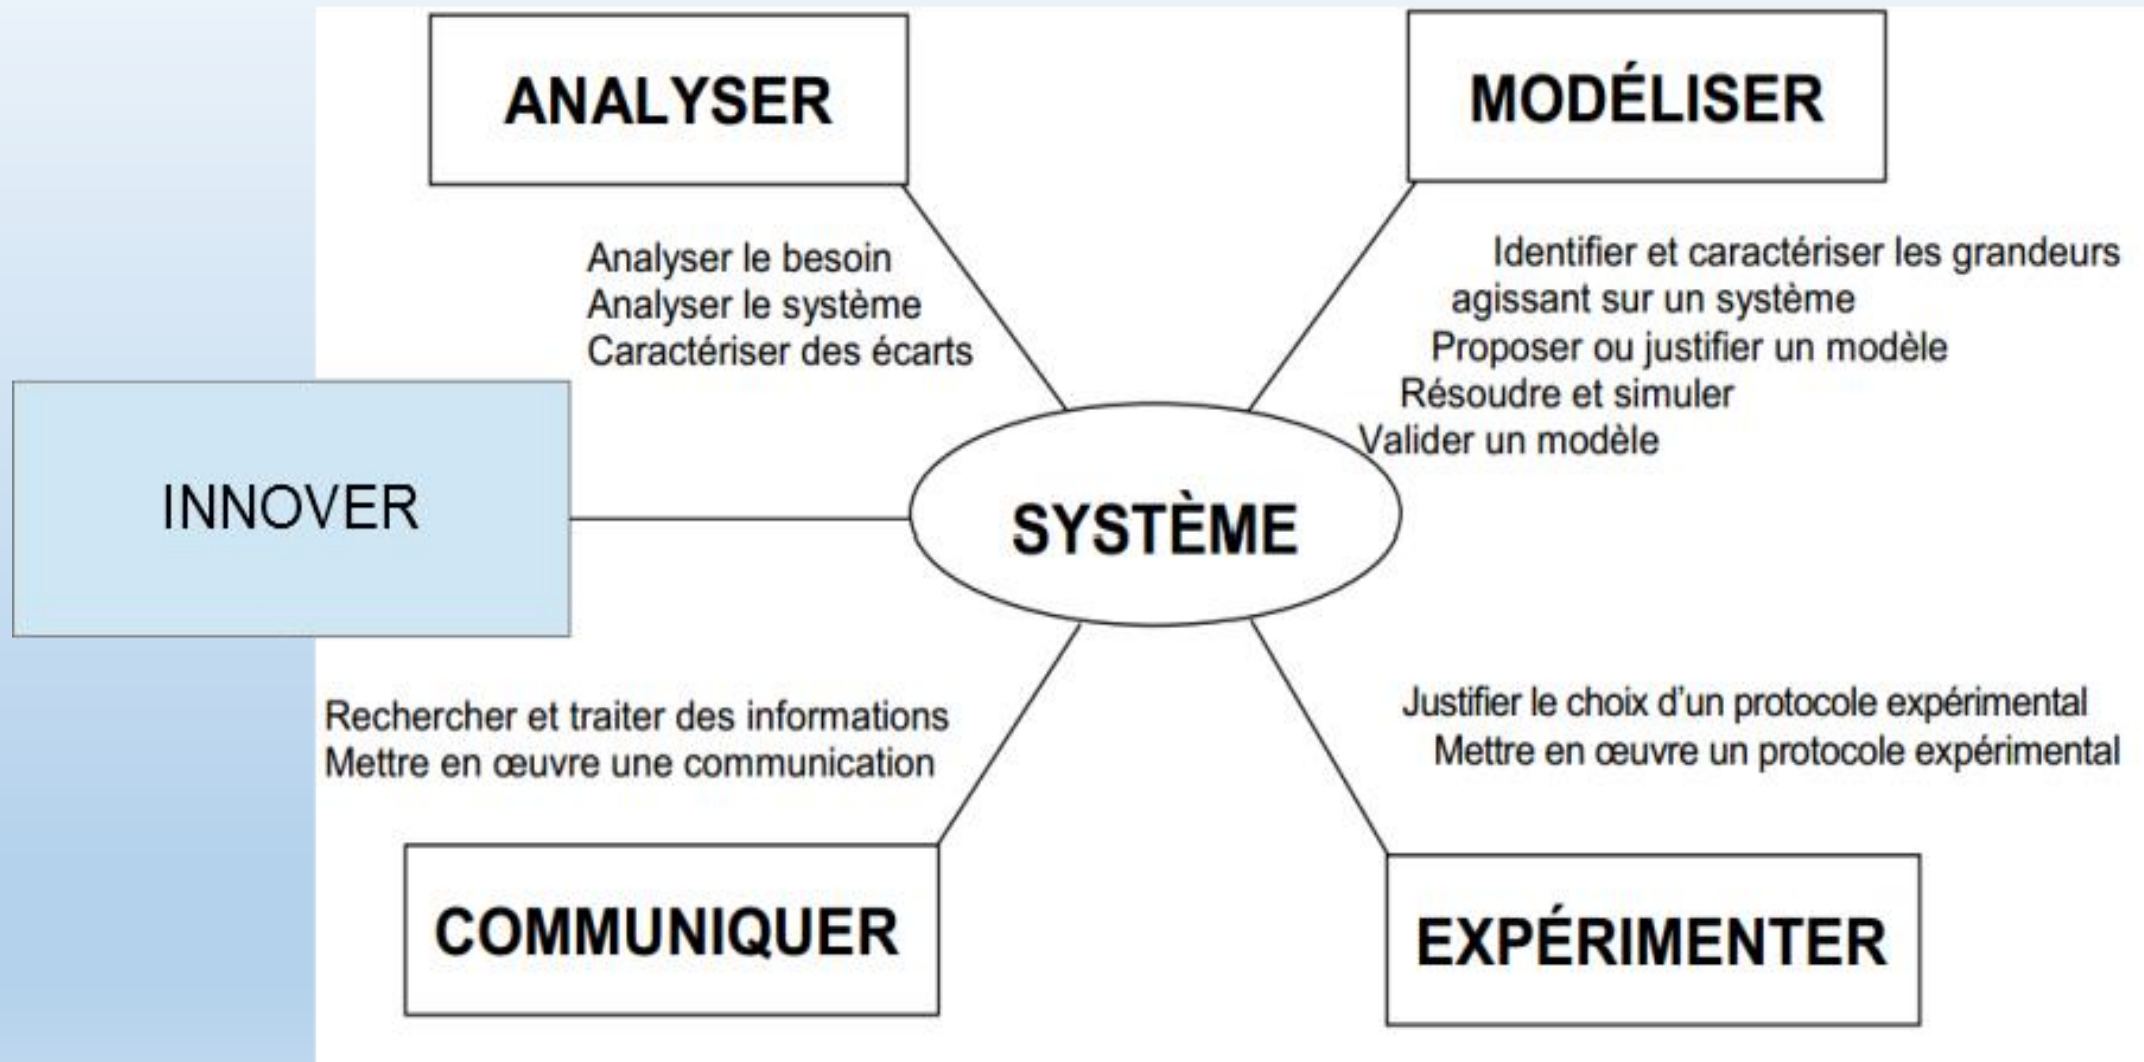 ANALYSER
MODÉLISER
Analyser le besoin
Analyser le système
Caractériser des écarts
Identifier et caractériser les grandeurs
agissant sur un système
Proposer ou justifier un modèle
Résoudre et simuler
Valider un modèle
INNOVER
SYSTÈME
Rechercher et traiter des informations
Mettre en œuvre une communication
Justifier le choix d’un protocole expérimental
Mettre en œuvre un protocole expérimental
COMMUNIQUER
EXPÉRIMENTER